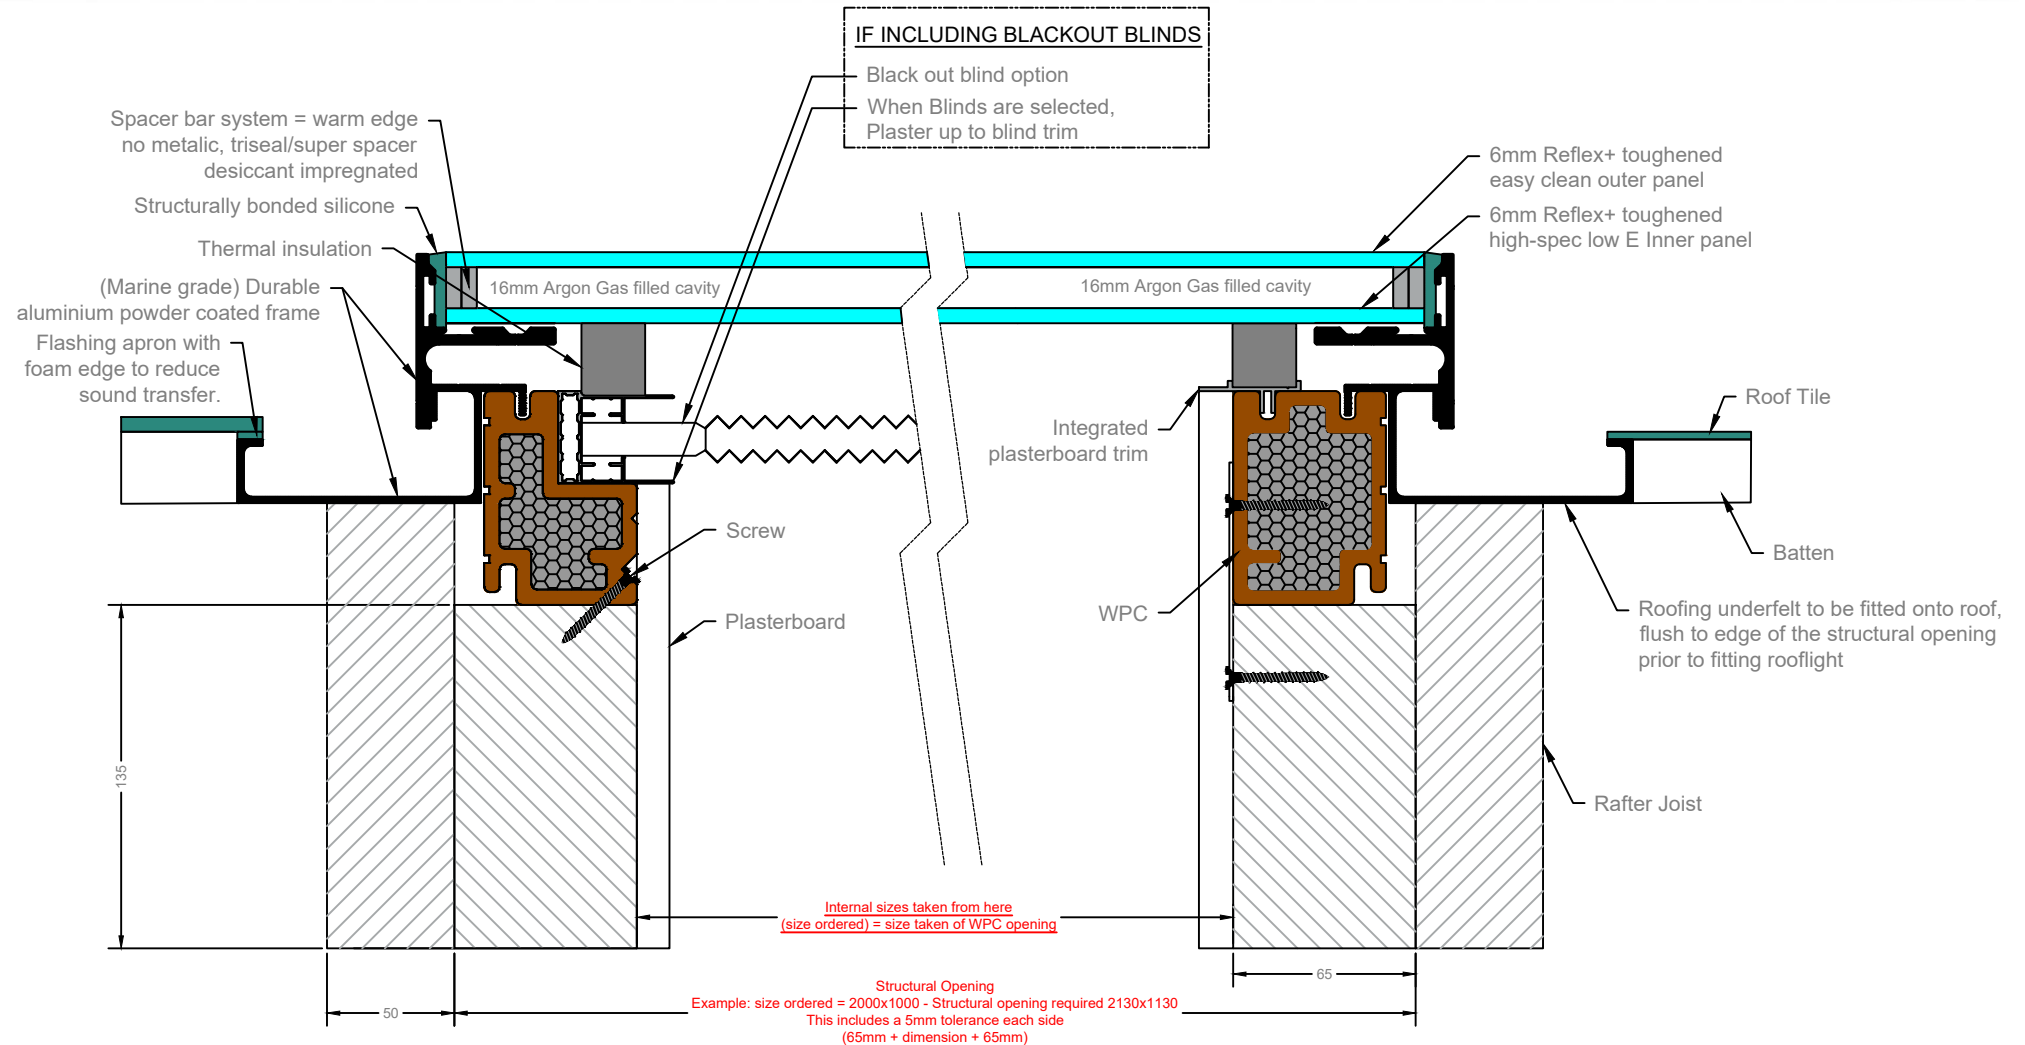 IF INCLUDING BLACKOUT BLINDS
Black out blind option
When Blinds are selected,
Plaster up to blind trim
Spacer bar system = warm edge
no metalic, triseal/super spacer
desiccant impregnated
Structurally bonded silicone
Thermal insulation
(Marine grade) Durable
aluminium powder coated frame
Flashing apron with
foam edge to reduce
sound transfer.
16mm Argon Gas filled cavity
16mm Argon Gas filled cavity
6mm Reflex+ toughened
easy clean outer panel
6mm Reflex+ toughened
high-spec low E Inner panel
Integrated
plasterboard trim
Roof Tile
Batten
Screw
Plasterboard
WPC
Roofing underfelt to be fitted onto roof,
flush to edge of the structural opening
prior to fitting rooflight
Rafter Joist
135
Internal sizes taken from here
(size ordered) = size taken of WPC opening
65
50
Structural Opening
Example: size ordered = 2000x1000 - Structural opening required 2130x1130
This includes a 5mm tolerance each side
(65mm + dimension + 65mm)